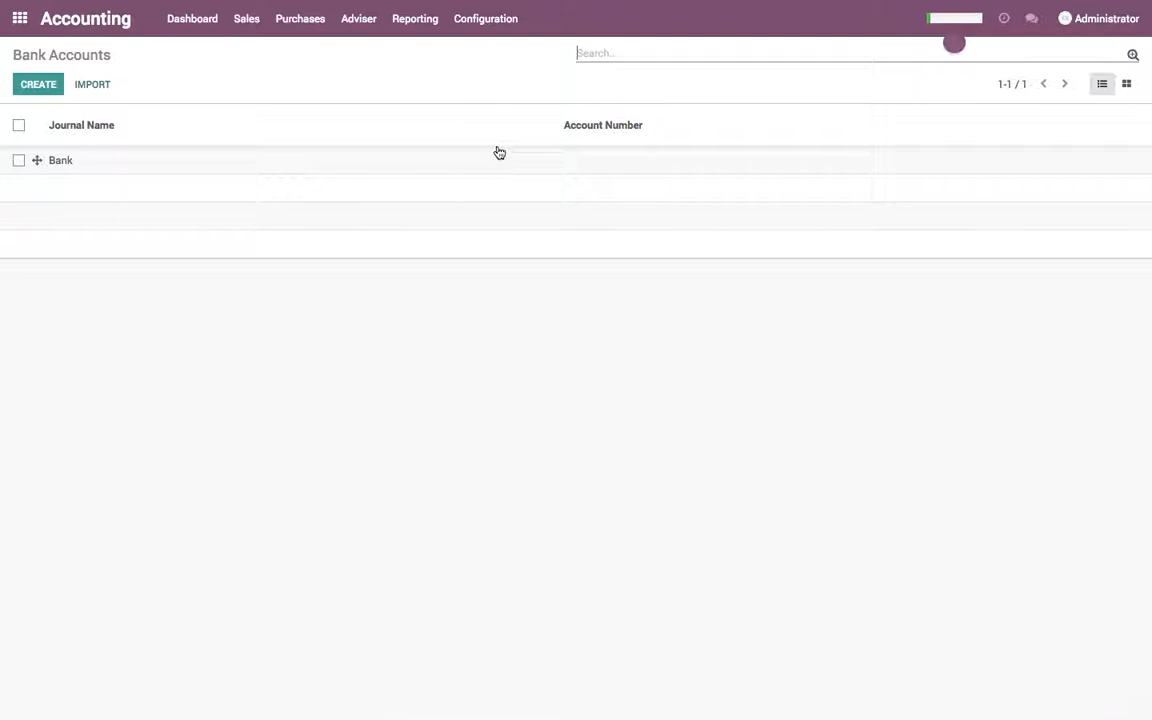 Accounting Dashboard Sales Purchases Adviser Reporting Configuration Administrator
Bank Accounts Search...
CREATE IMPORT 1-1 / 1
Journal Name Account Number
Bank